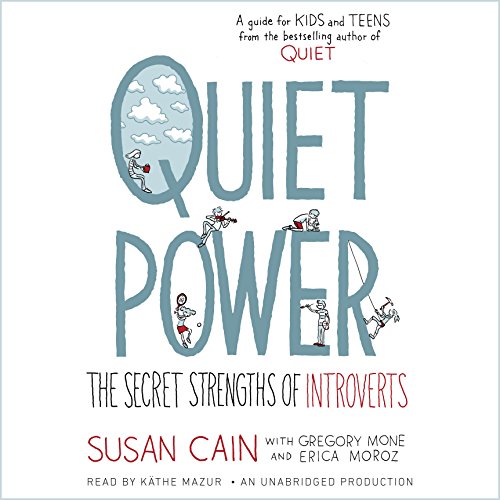 A guide for KIDS and TEENS
from the bestselling author of
QUIET
QUIET
POWER
THE SECRET STRENGTHS OF INTROVERTS
SUSAN CAIN WITH GREGORY MONE
AND ERICA MOROZ
READ BY KÄTHE MAZUR • AN UNABRIDGED PRODUCTION